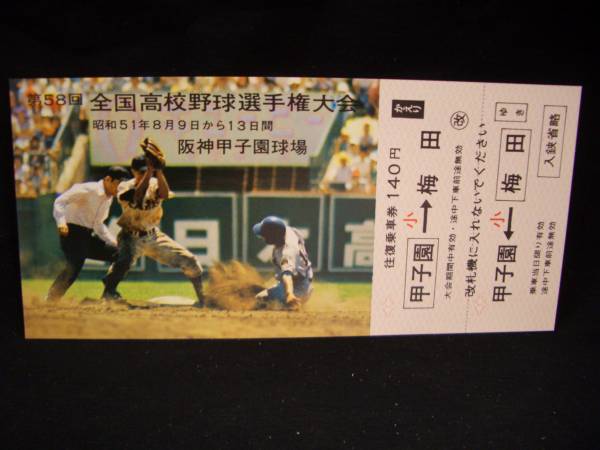 第58回 全国高校野球選手権大会
昭和51年8月9日から13日間
阪神甲子園球場
日本高
かえり
改
往復乗車券 140円
小
甲子園→梅田
大会期間中有効・途中下車前途無効
改札機に入れないでください
ゆき
入鋏省略
小
梅田→甲子園
乗車当日限り有効
途中下車前途無効